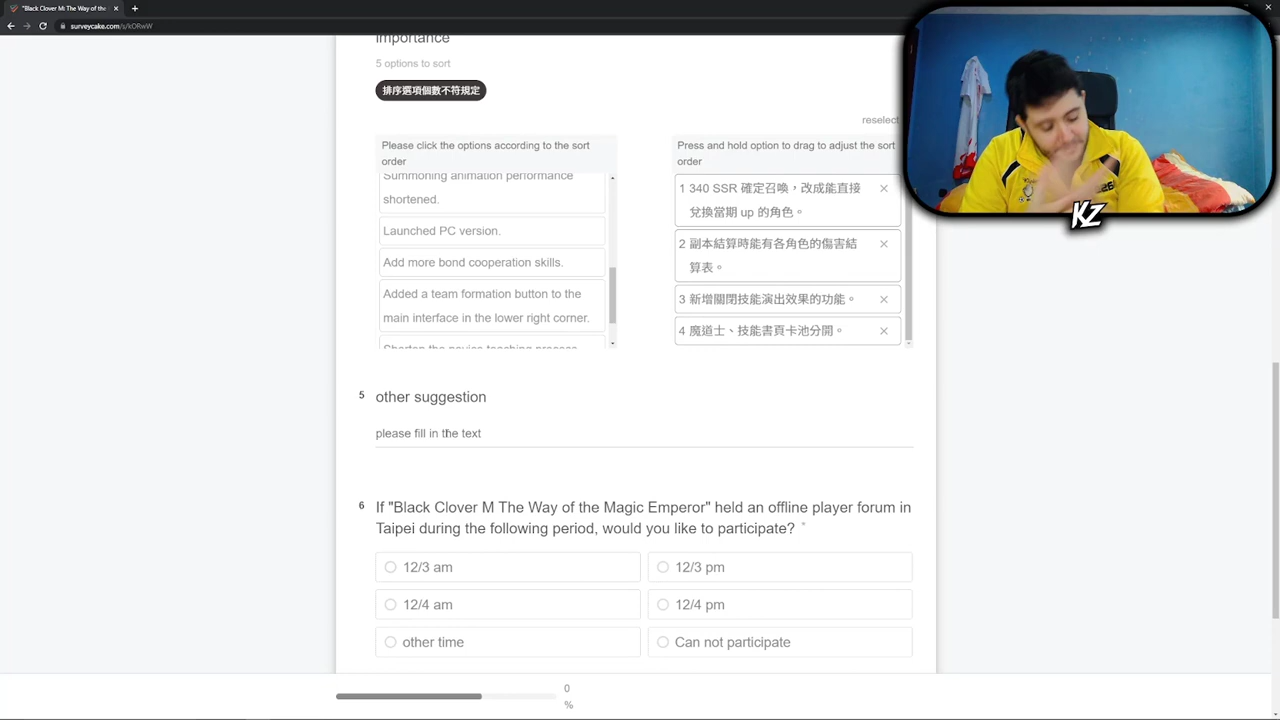 "Black Clover M: The Way of the
surveycake.com/s/kORwW
importance
5 options to sort
排序選項個數不符規定
reselect
Please click the options according to the sort
order
Summoning animation performance
shortened.
Launched PC version.
Add more bond cooperation skills.
Added a team formation button to the
main interface in the lower right corner.
Shorten the novice teaching process
Press and hold option to drag to adjust the sort
order
1 340 SSR 確定召喚，改成能直接
兌換當期 up 的角色。
2 副本結算時能有各角色的傷害結
算表。
3 新增關閉技能演出效果的功能。
4 魔道士、技能書頁卡池分開。
KZ
5 other suggestion
please fill in the text
6 If "Black Clover M The Way of the Magic Emperor" held an offline player forum in
Taipei during the following period, would you like to participate? *
12/3 am
12/3 pm
12/4 am
12/4 pm
other time
Can not participate
0
%